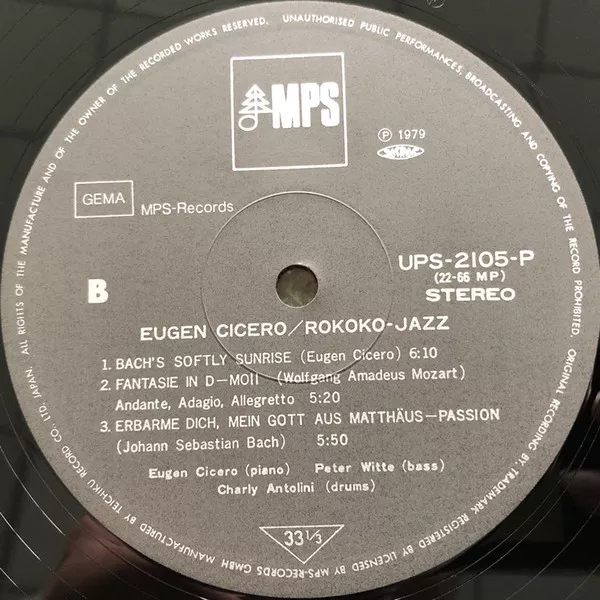 ALL RIGHTS OF THE MANUFACTURE AND OF THE OWNER OF THE RECORDED WORKS RESERVED. UNAUTHORISED PUBLIC PERFORMANCES, BROADCASTING AND COPYING OF THE RECORD PROHIBITED.
MPS
Ⓟ 1979
GEMA
MPS-Records
B
UPS-2105-P
(22-66 MP)
STEREO
EUGEN CICERO/ROKOKO-JAZZ
1. BACH'S SOFTLY SUNRISE (Eugen Cicero) 6:10
2. FANTASIE IN D-MOII (Wolfgang Amadeus Mozart)
Andante, Adagio, Allegretto 5:20
3. ERBARME DICH, MEIN GOTT AUS MATTHÄUS-PASSION
(Johann Sebastian Bach) 5:50
Eugen Cicero (piano) Peter Witte (bass)
Charly Antolini (drums)
33 1/3
ORIGINAL RECORDING BY, TRADEMARK REGISTERED BY, LICENSED BY MPS-RECORDS GMBH MANUFACTURED BY TEICHIKU RECORD CO., LTD. JAPAN.